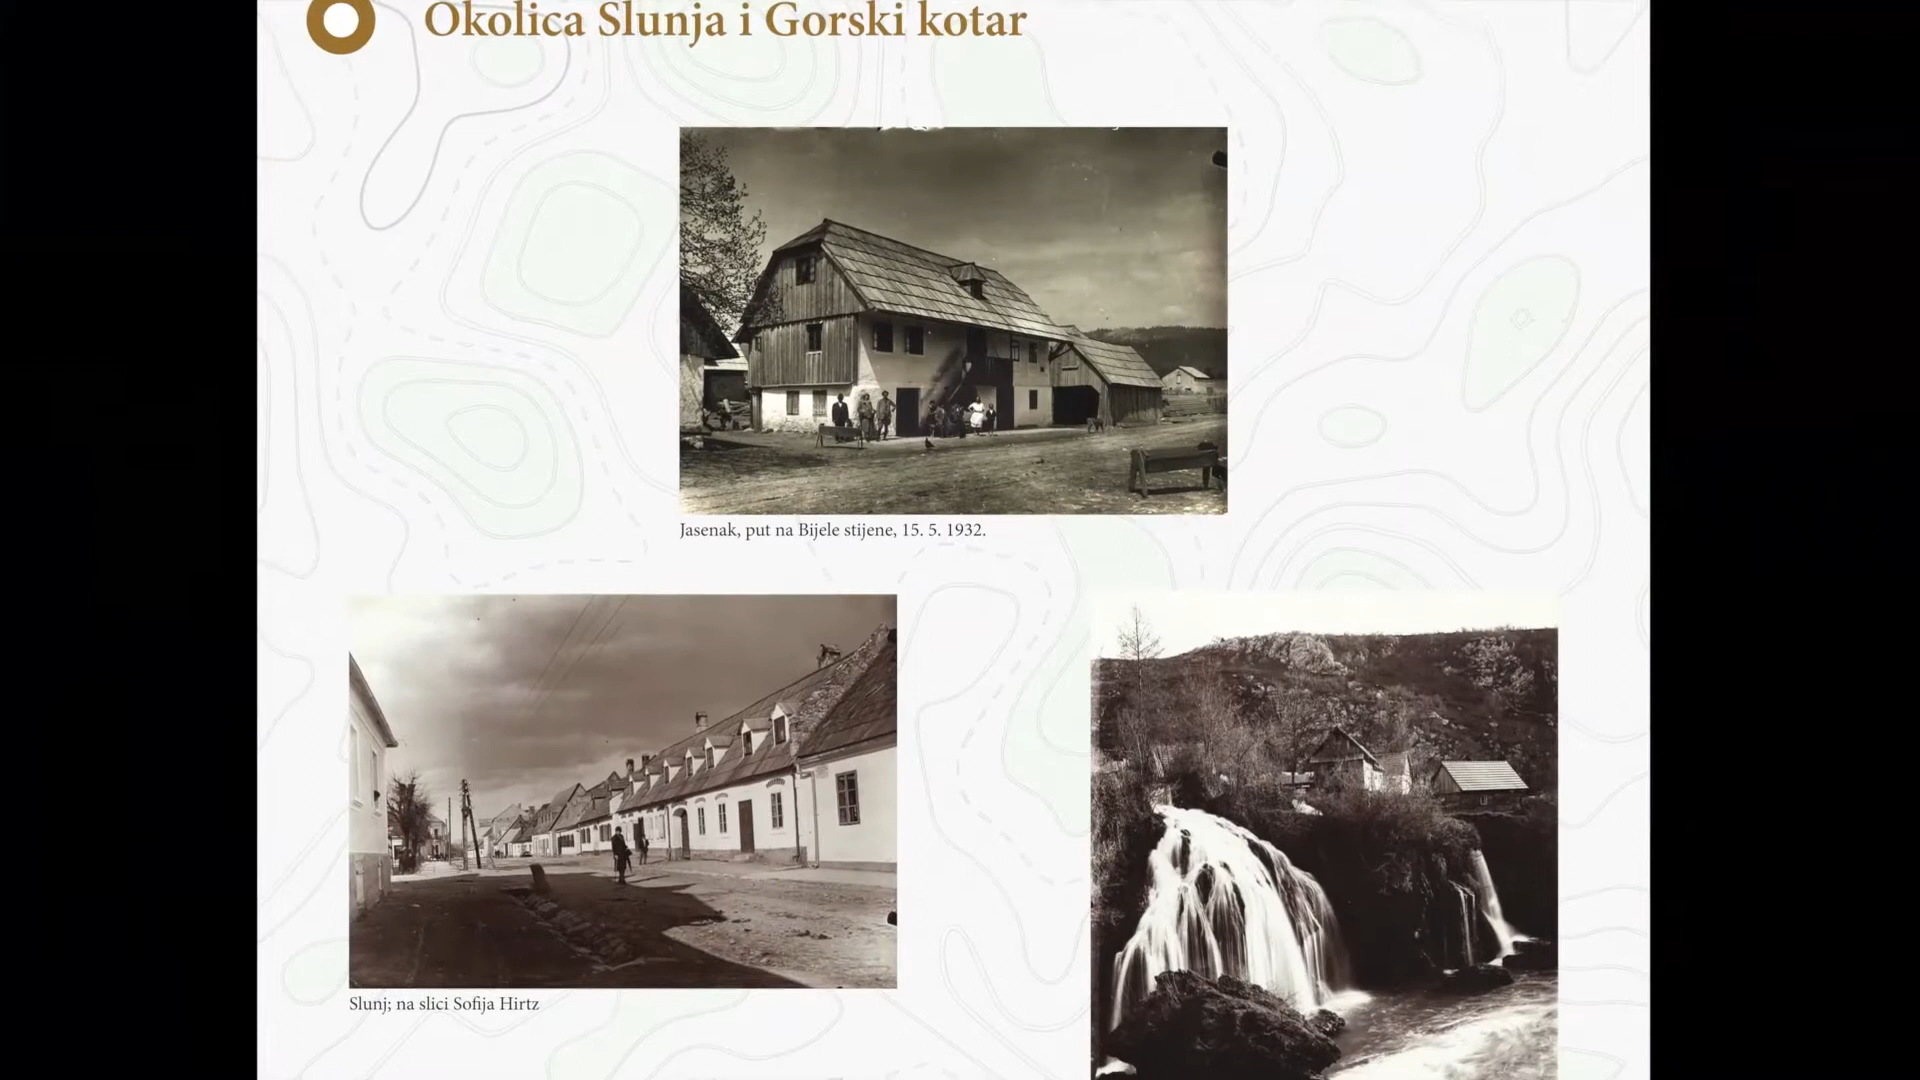 Okolica Slunja i Gorski kotar
Jasenak, put na Bijele stijene, 15. 5. 1932.
Slunj; na slici Sofija Hirtz